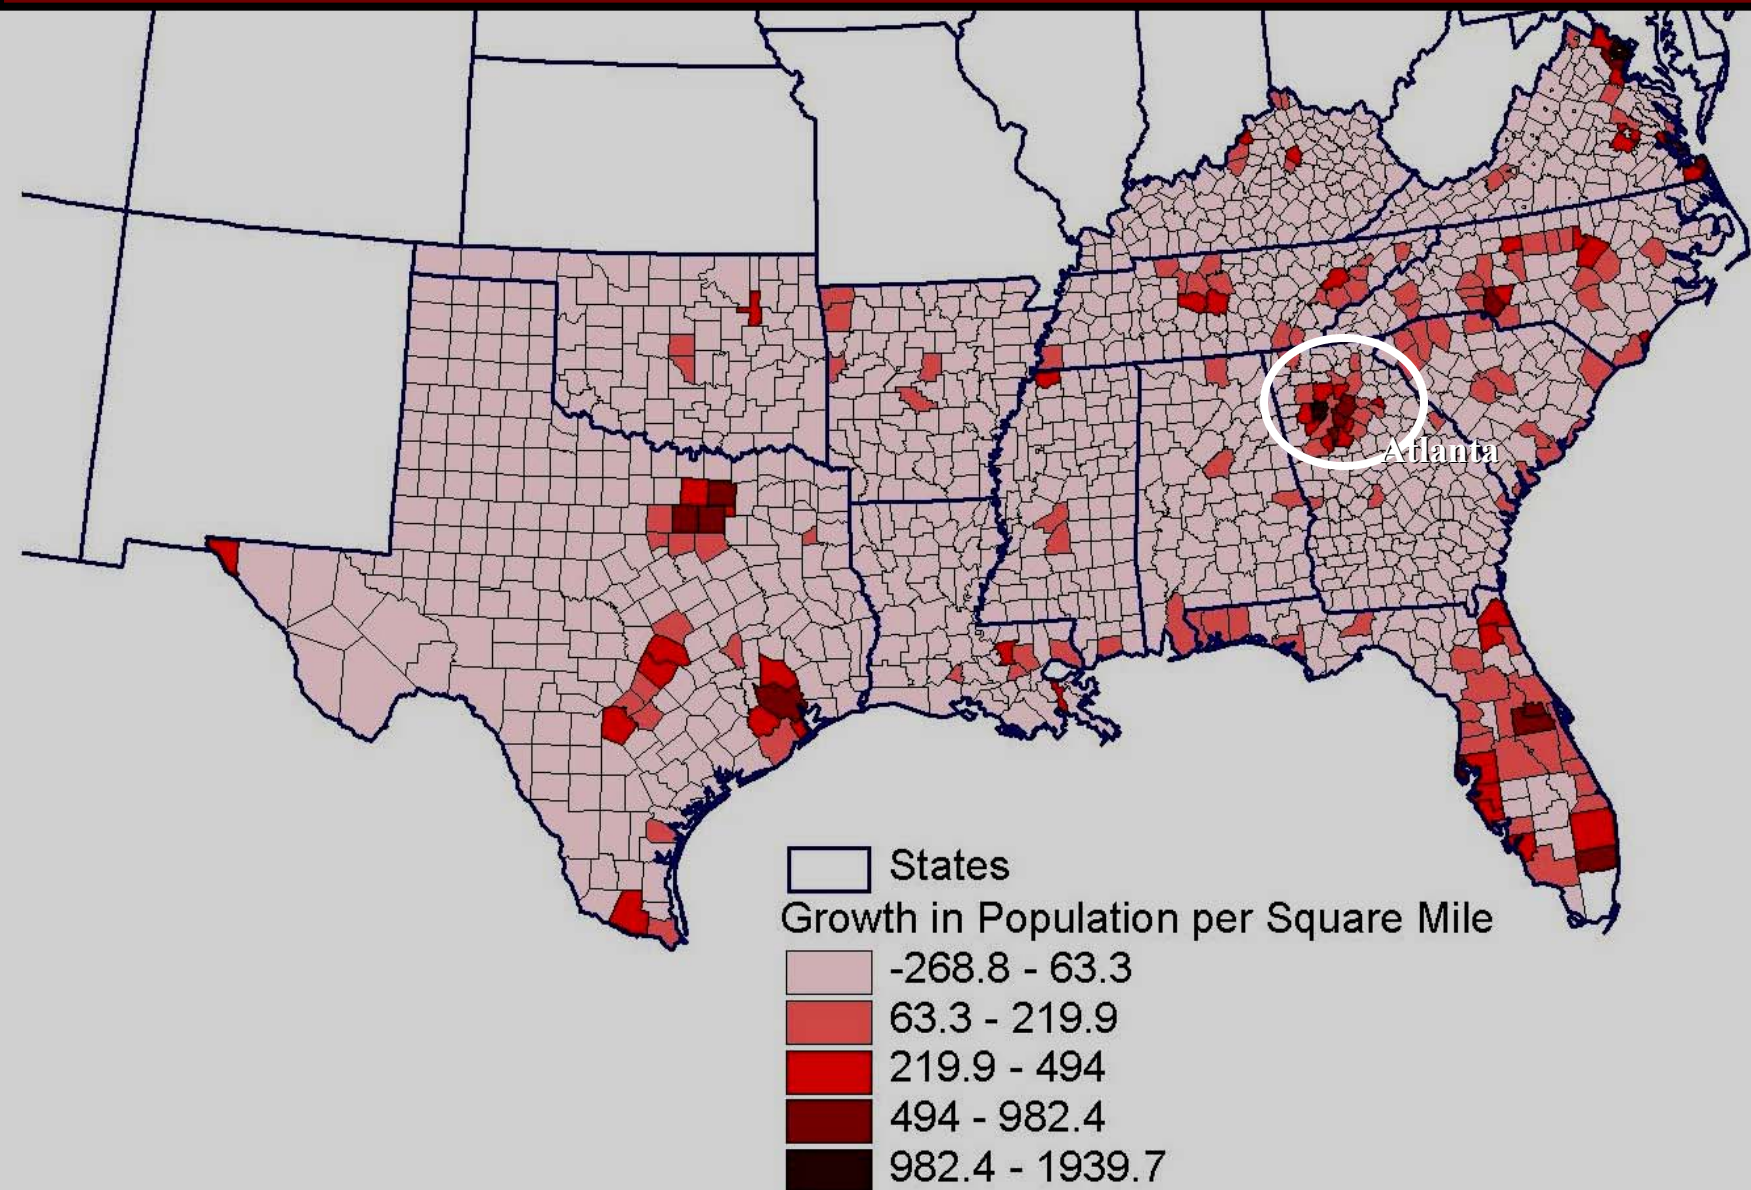 Atlanta
States
Growth in Population per Square Mile
-268.8 - 63.3
63.3 - 219.9
219.9 - 494
494 - 982.4
982.4 - 1939.7